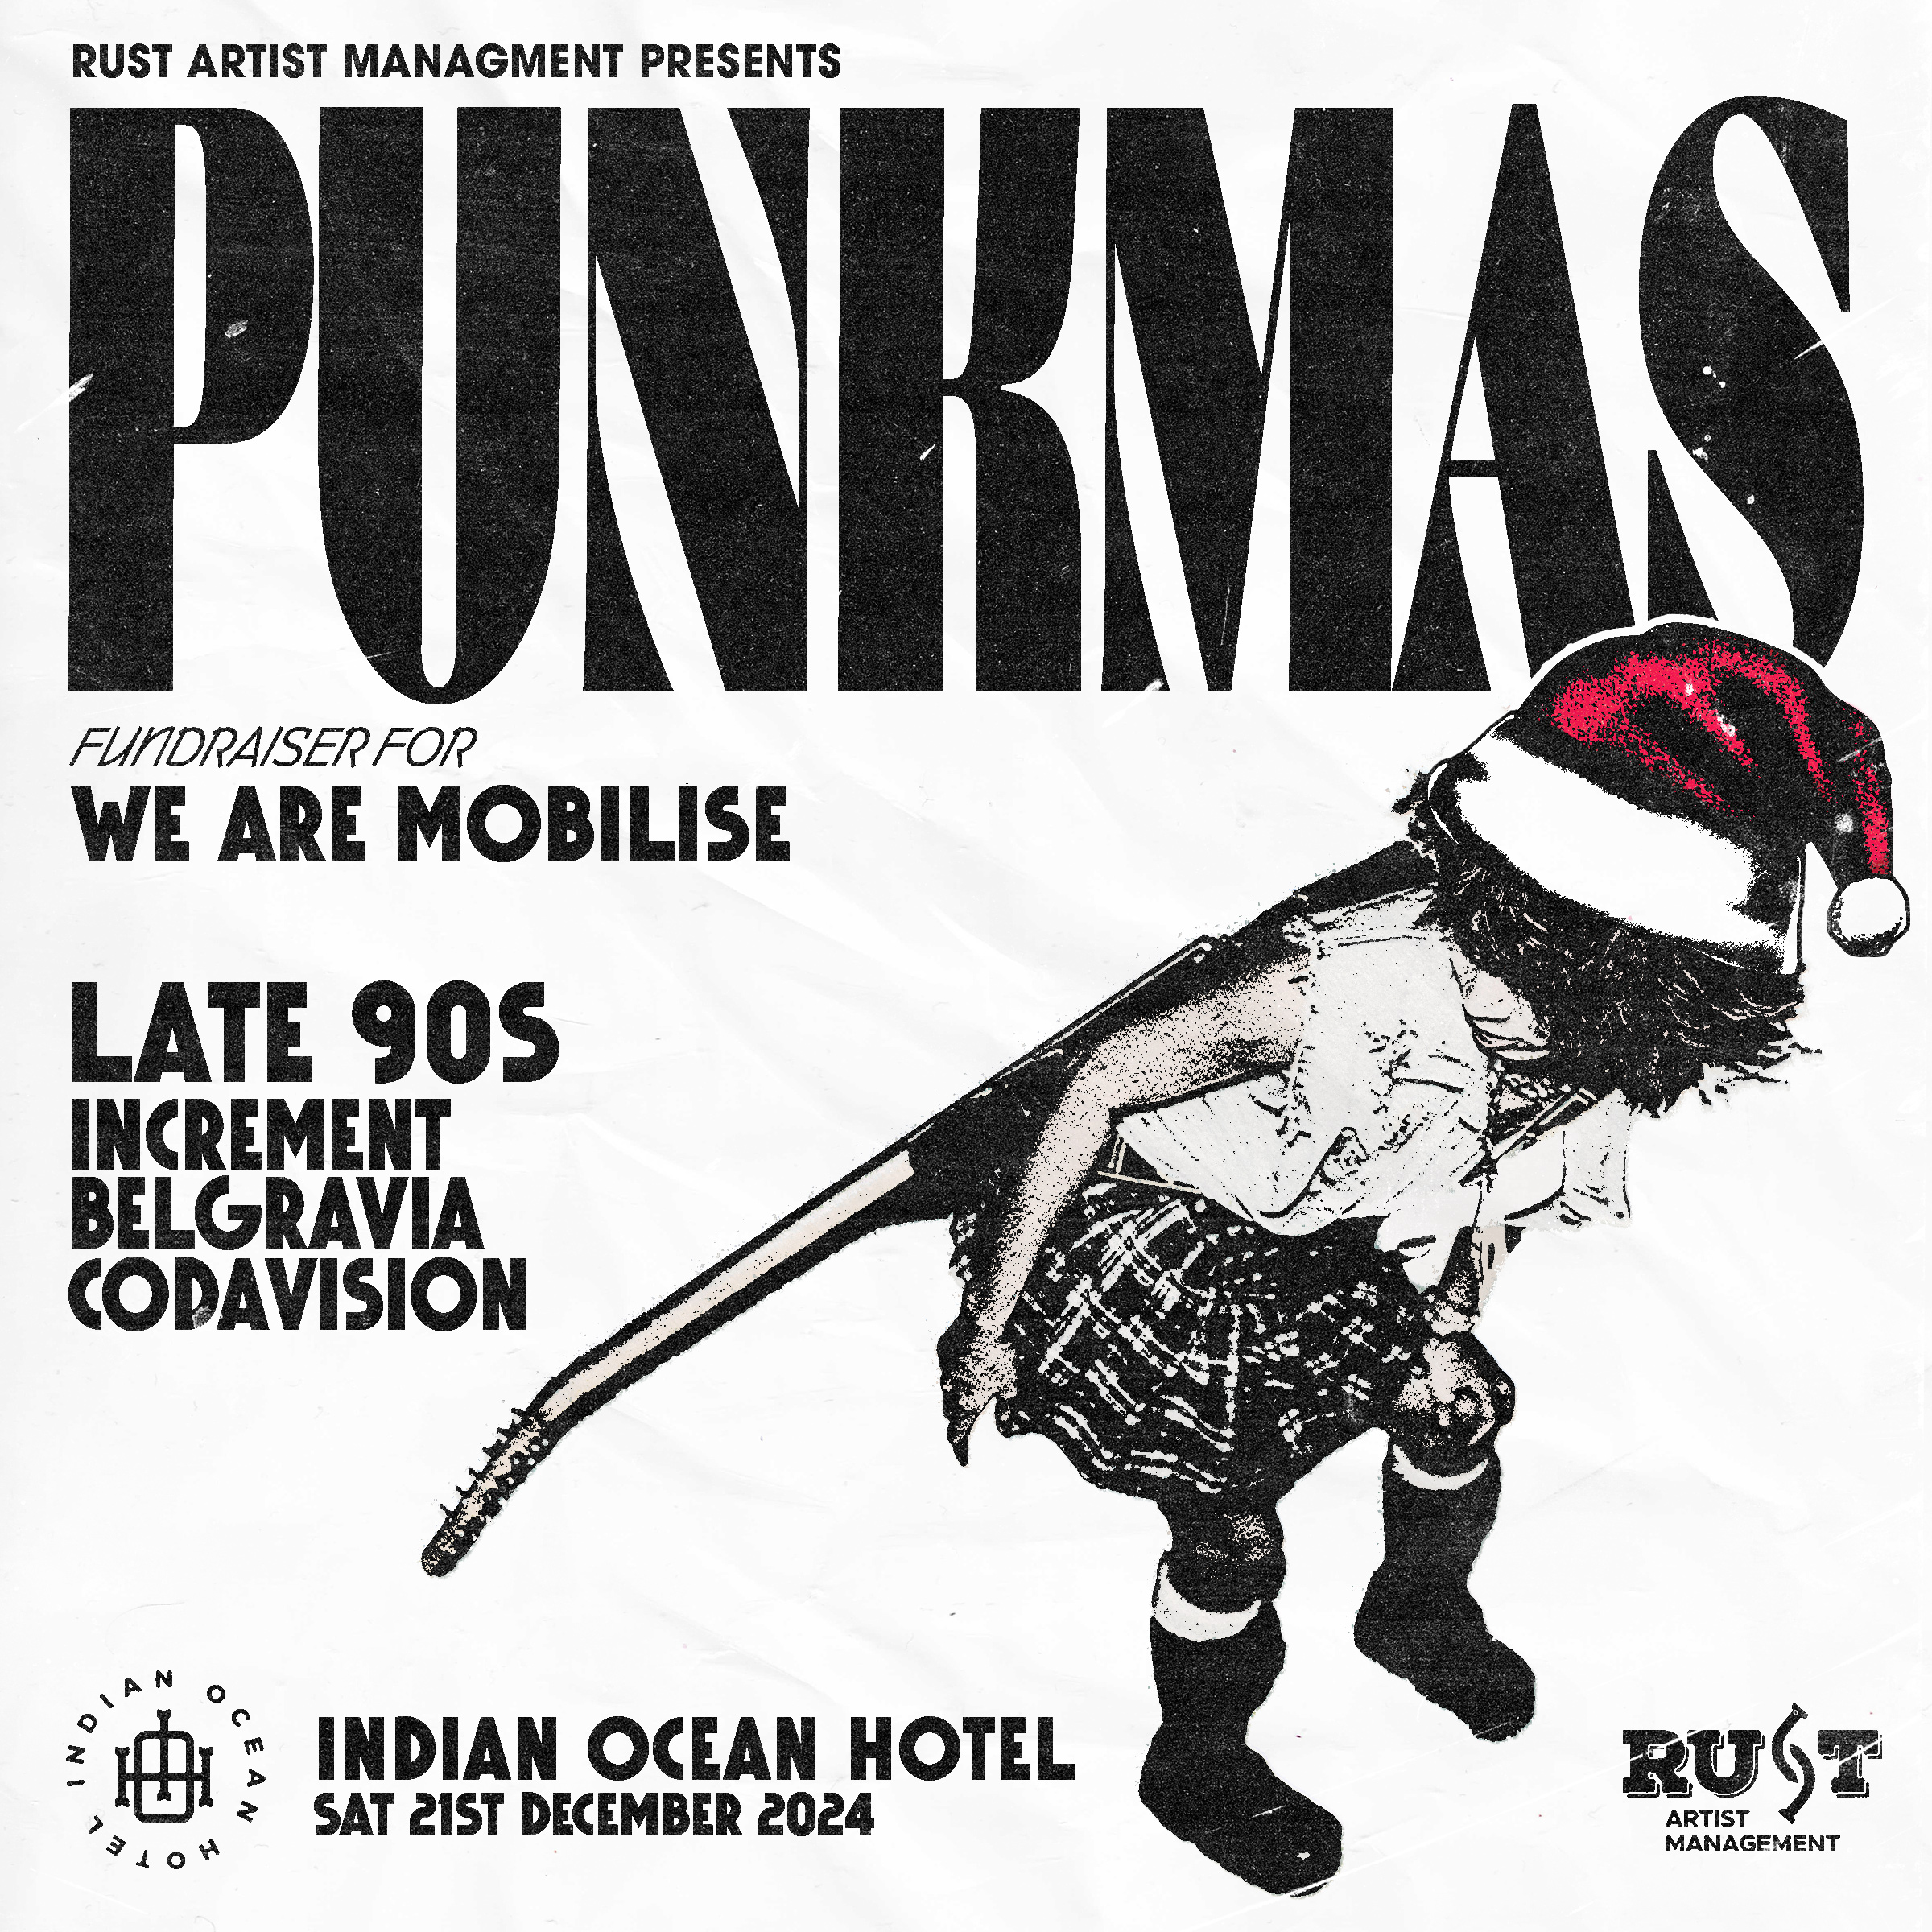 RUST ARTIST MANAGMENT PRESENTS
PUNKMAS
FUNDRAISER FOR
WE ARE MOBILISE
LATE 90S
INCREMENT
BELGRAVIA
CODAVISION
INDIAN OCEAN HOTEL
INDIAN OCEAN HOTEL
SAT 21ST DECEMBER 2024
RUST
ARTIST
MANAGEMENT